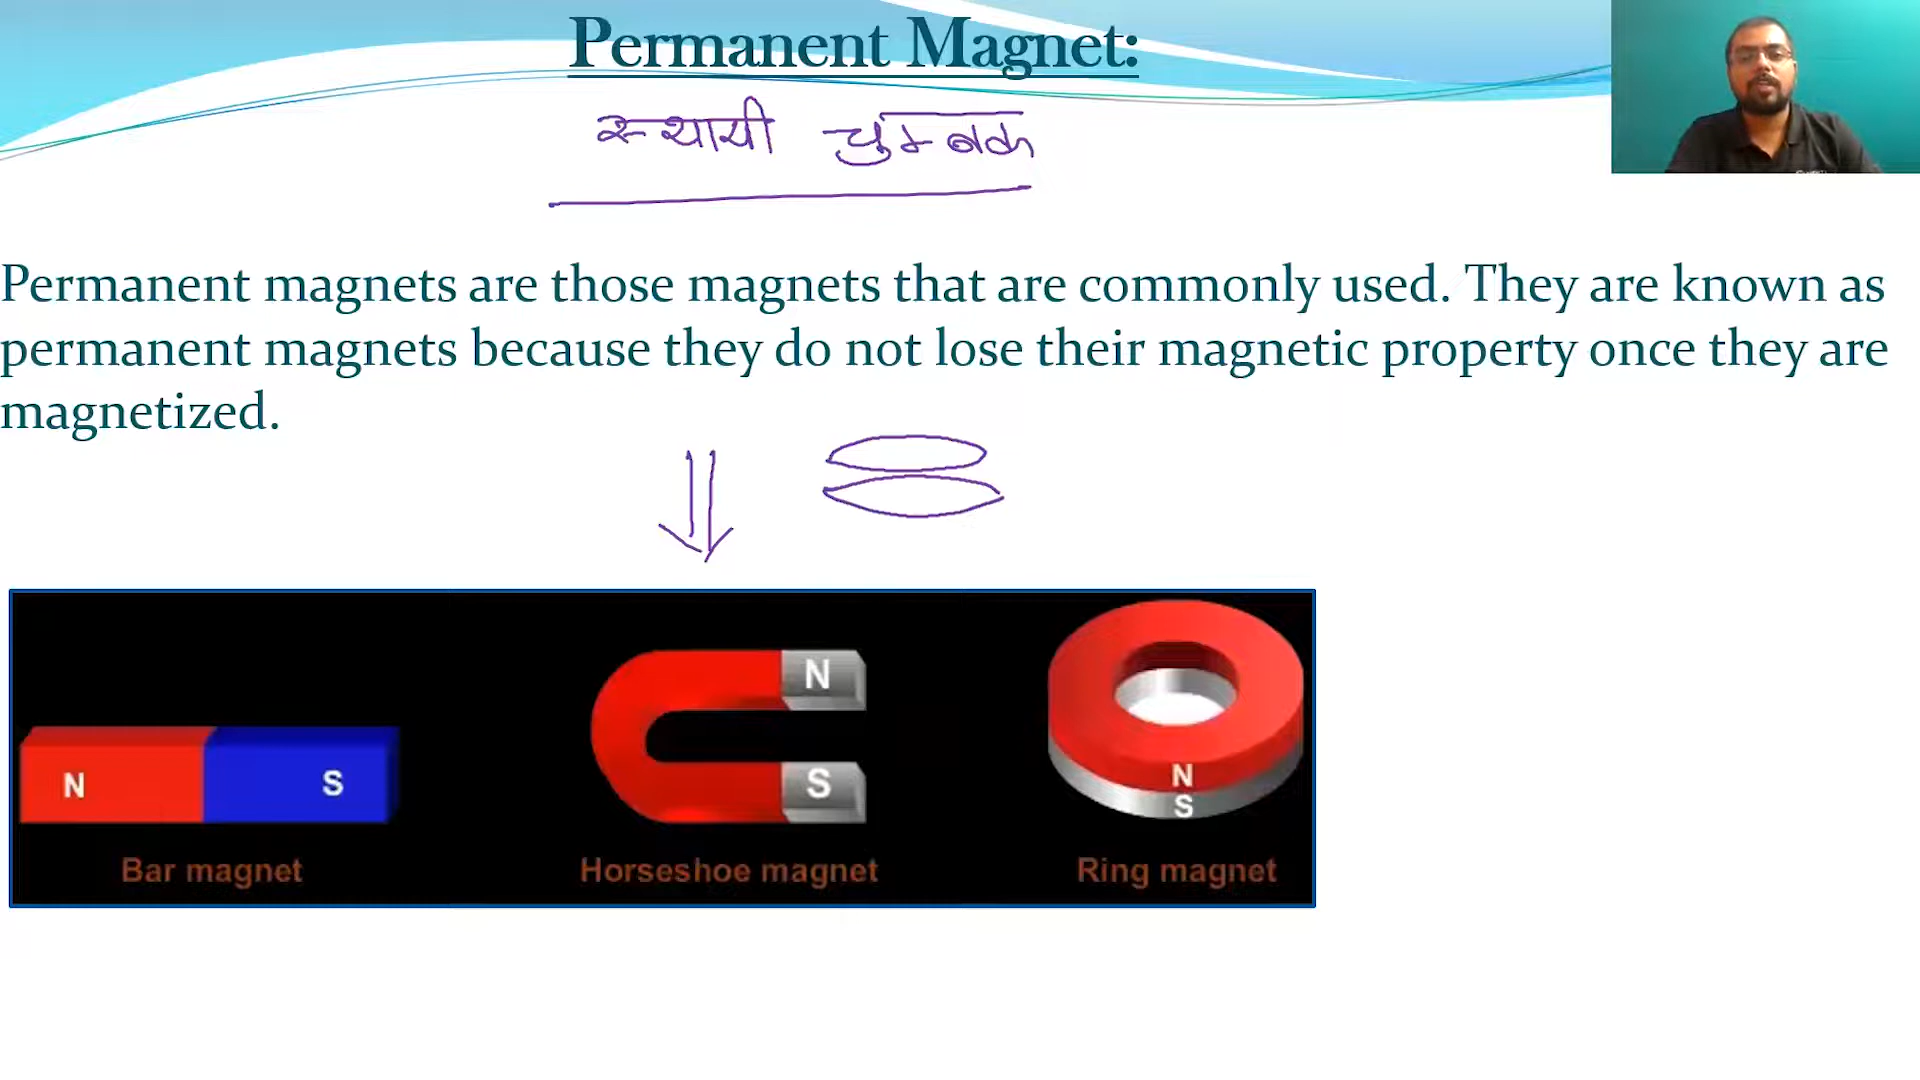 Permanent Magnet:
स्थायी चुम्बक
Permanent magnets are those magnets that are commonly used. They are known as
permanent magnets because they do not lose their magnetic property once they are
magnetized.
N S
N
S
N
S
Bar magnet Horseshoe magnet Ring magnet